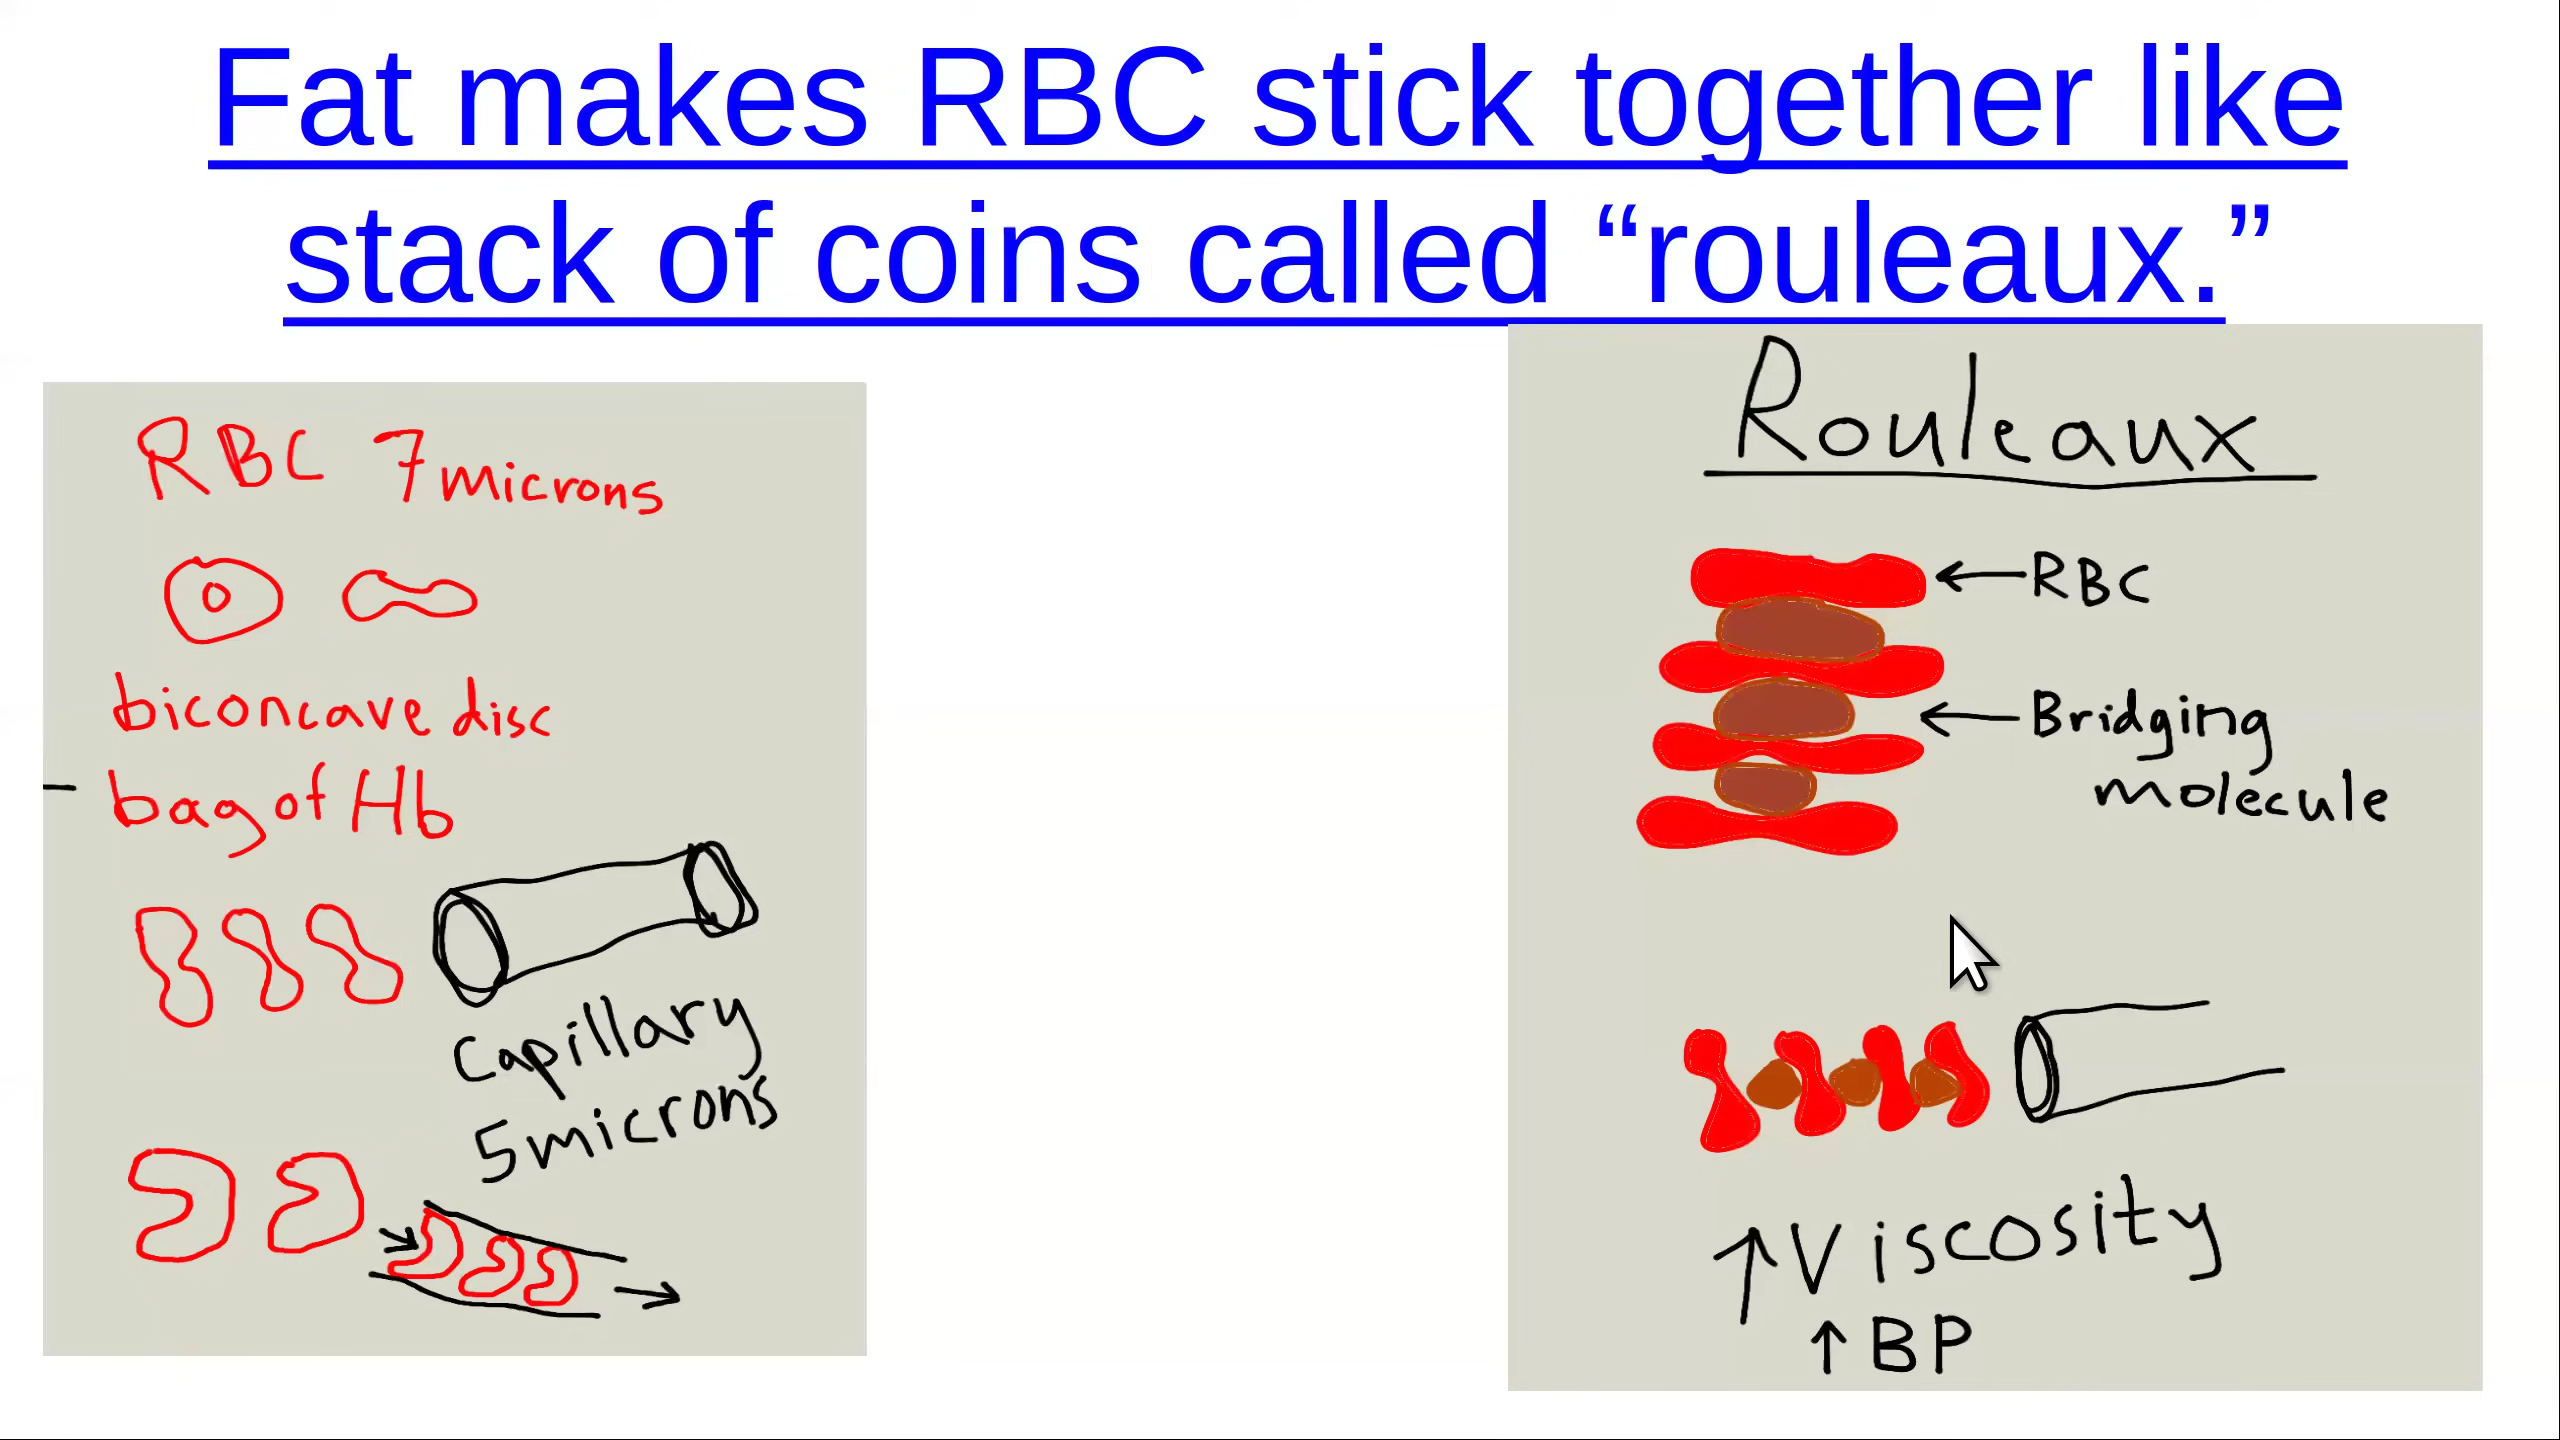 Fat makes RBC stick together like
stack of coins called “rouleaux.”
RBC 7 microns
biconcave disc
bag of Hb
Capillary
5 microns
Rouleaux
←RBC
←Bridging
molecule
↑Viscosity
↑BP